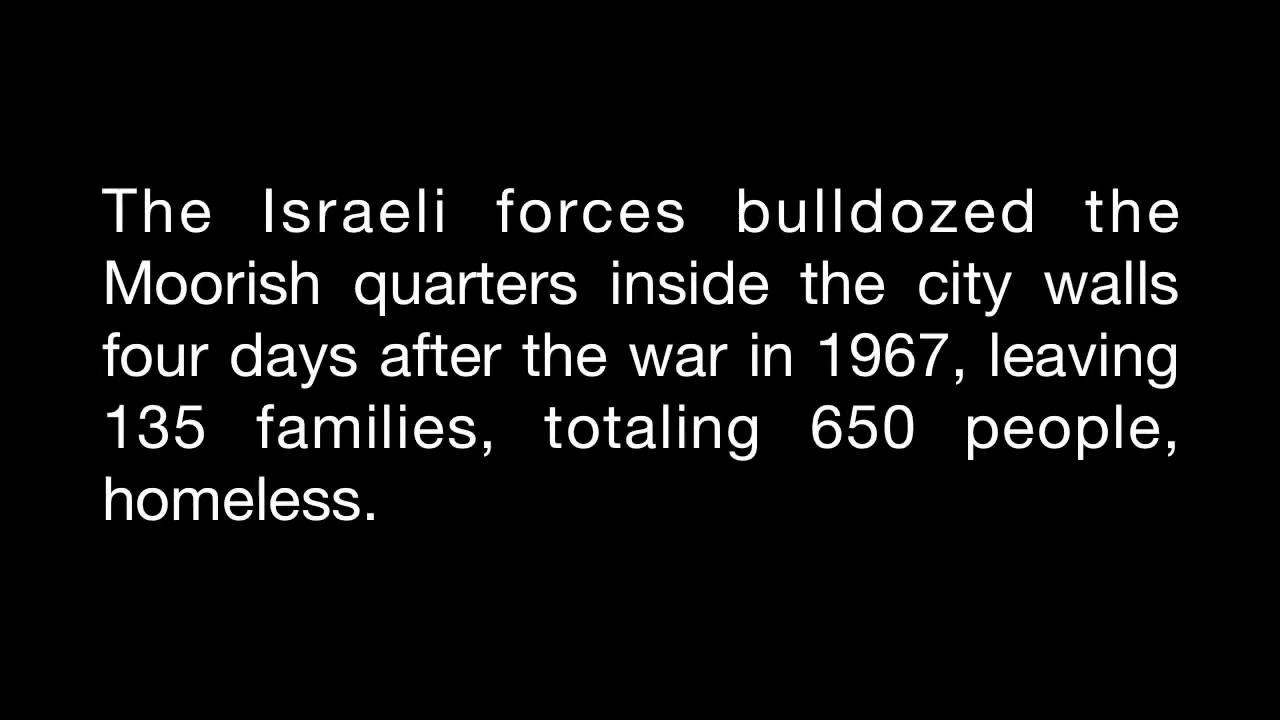 The Israeli forces bulldozed the
Moorish quarters inside the city walls
four days after the war in 1967, leaving
135 families, totaling 650 people,
homeless.